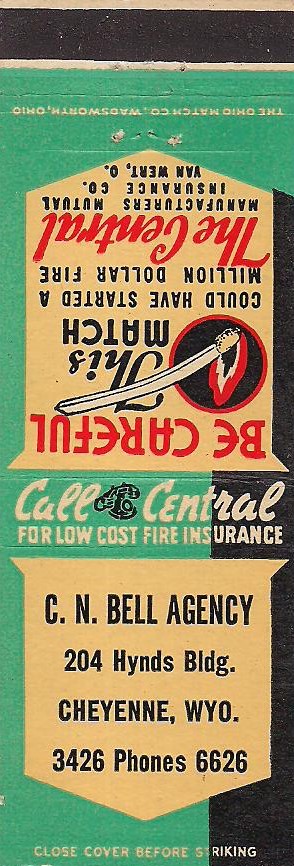 THE OHIO MATCH CO., WADSWORTH, OHIO
BE CAREFUL
This
MATCH
COULD HAVE STARTED A
MILLION DOLLAR FIRE
The Central
MANUFACTURERS MUTUAL
INSURANCE CO.
VAN WERT, O.
Call Central
FOR LOW COST FIRE INSURANCE
C. N. BELL AGENCY
204 Hynds Bldg.
CHEYENNE, WYO.
3426 Phones 6626
CLOSE COVER BEFORE STRIKING